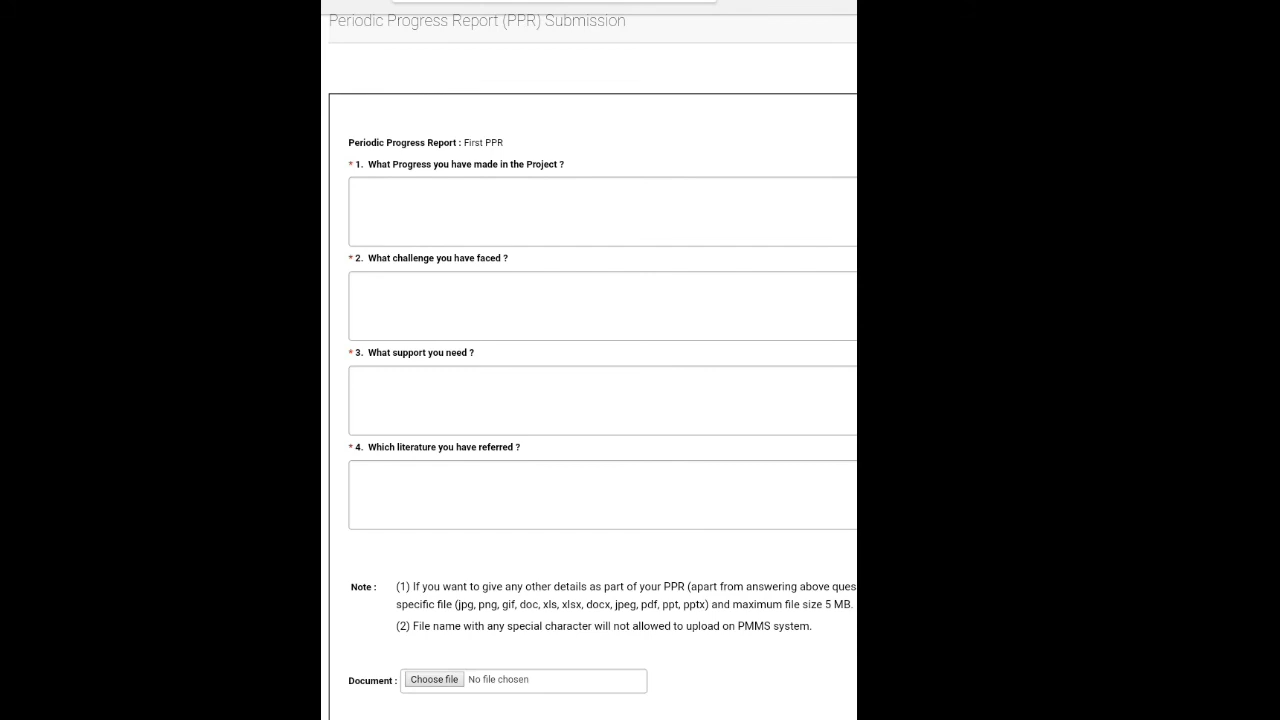 Periodic Progress Report (PPR) Submission
Periodic Progress Report : First PPR
* 1. What Progress you have made in the Project ?
* 2. What challenge you have faced ?
* 3. What support you need ?
* 4. Which literature you have referred ?
Note : (1) If you want to give any other details as part of your PPR (apart from answering above ques
specific file (jpg, png, gif, doc, xls, xlsx, docx, jpeg, pdf, ppt, pptx) and maximum file size 5 MB.
(2) File name with any special character will not allowed to upload on PMMS system.
Document : Choose file No file chosen